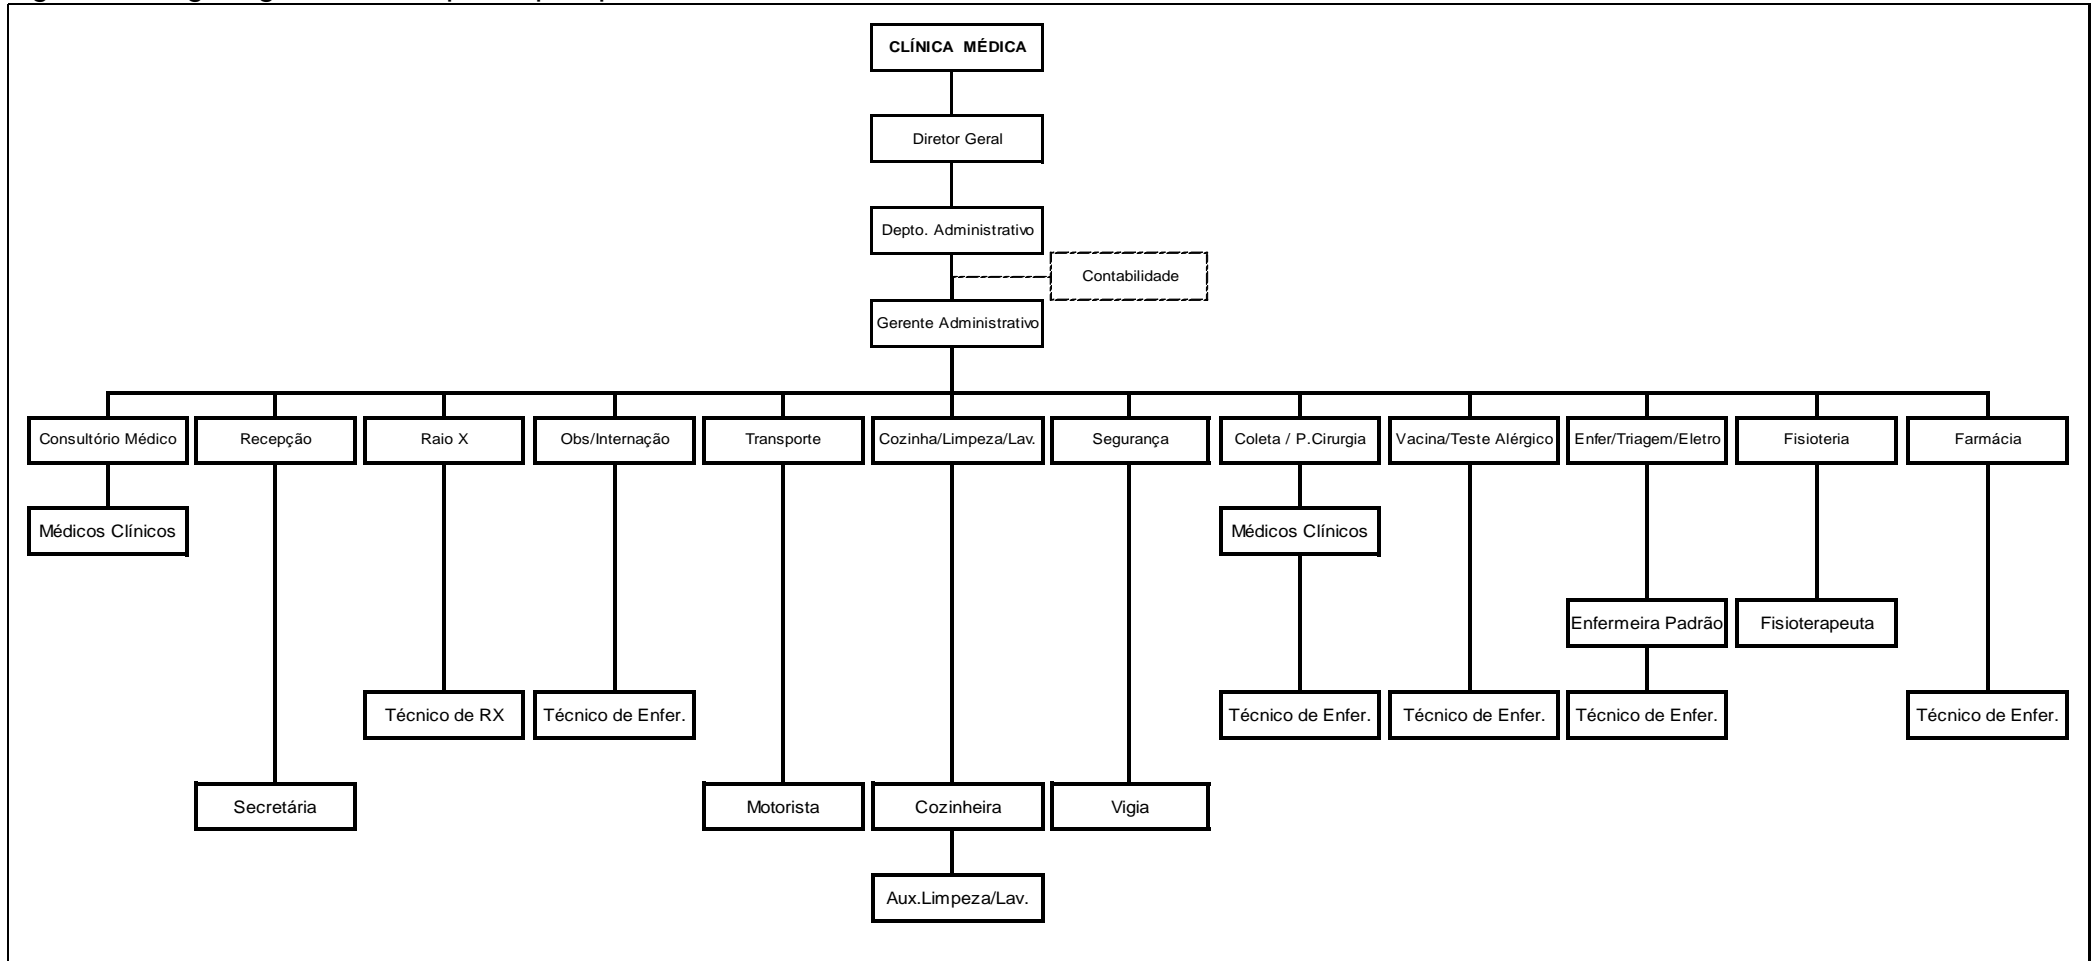 CLÍNICA MÉDICA
Diretor Geral
Depto. Administrativo
Contabilidade
Gerente Administrativo
Consultório Médico
Recepção
Raio X
Obs/Internação
Transporte
Cozinha/Limpeza/Lav.
Segurança
Coleta / P.Cirurgia
Vacina/Teste Alérgico
Enfer/Triagem/Eletro
Fisioteria
Farmácia
Médicos Clínicos
Médicos Clínicos
Enfermeira Padrão
Fisioterapeuta
Técnico de RX
Técnico de Enfer.
Técnico de Enfer.
Técnico de Enfer.
Técnico de Enfer.
Técnico de Enfer.
Secretária
Motorista
Cozinheira
Vigia
Aux.Limpeza/Lav.